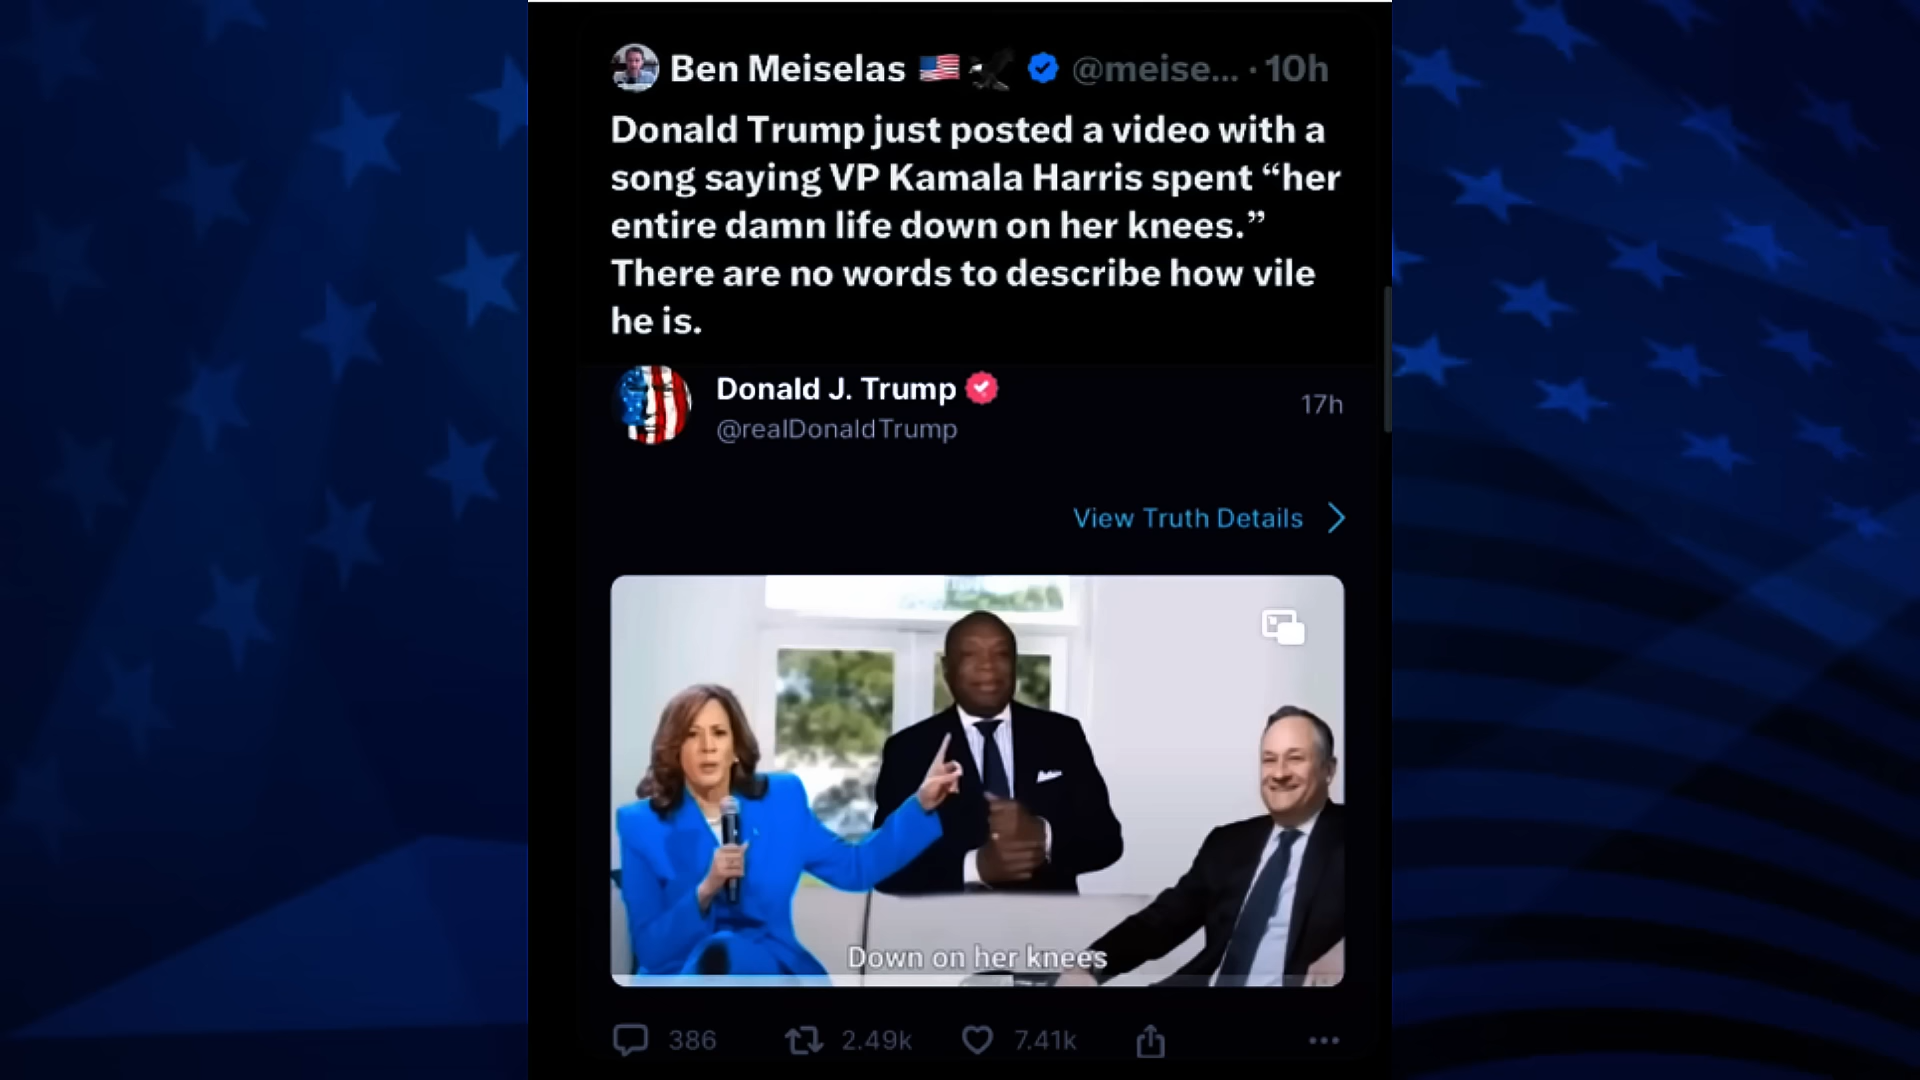 Ben Meiselas @meise... · 10h
Donald Trump just posted a video with a
song saying VP Kamala Harris spent “her
entire damn life down on her knees.”
There are no words to describe how vile
he is.
Donald J. Trump
17h
@realDonaldTrump
View Truth Details
Down on her knees
386
2.49k
7.41k